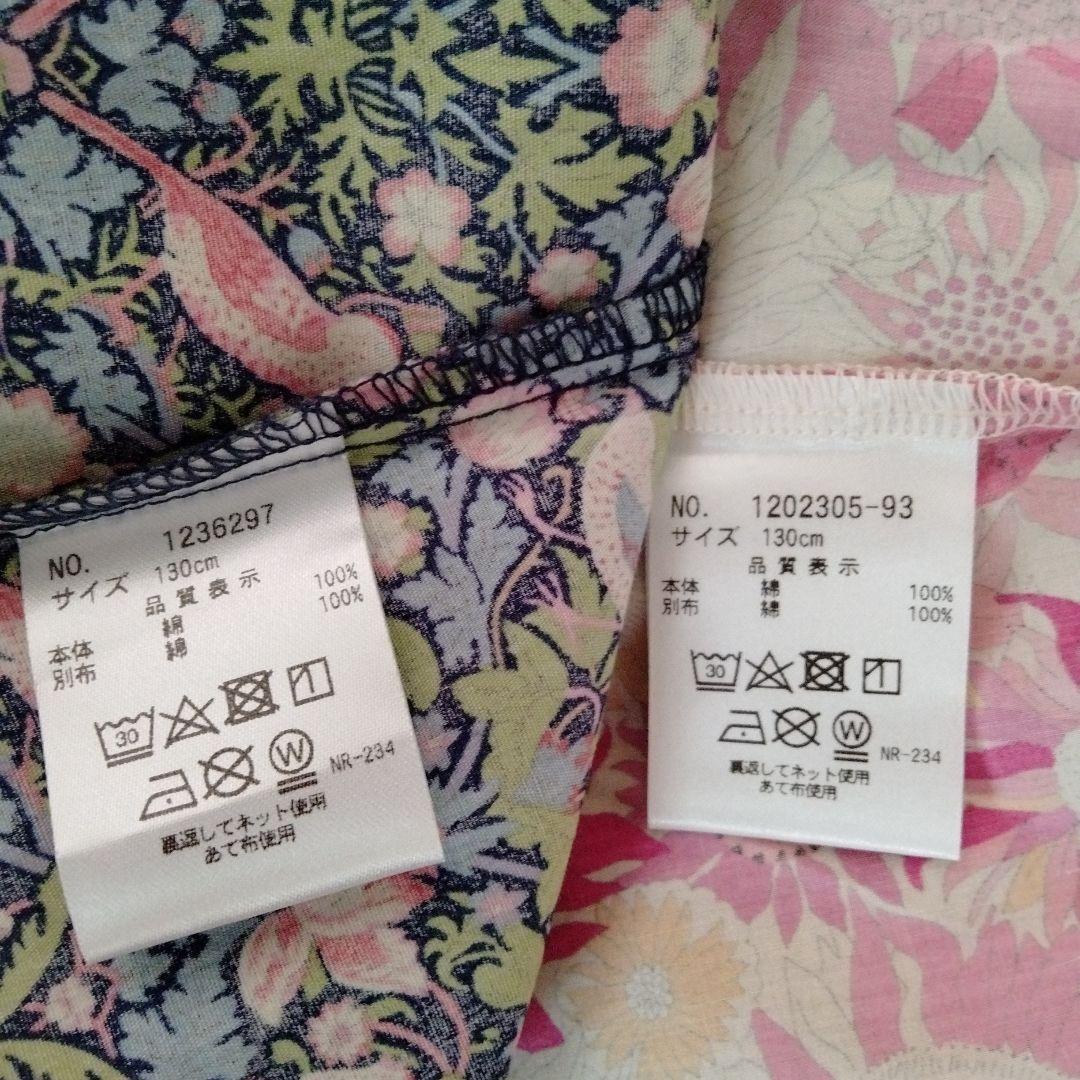 NO. 1236297
サイズ 130cm
品質表示
本体 綿 100%
別布 綿 100%
30
W
NR-234
裏返してネット使用
あて布使用
NO. 1202305-93
サイズ 130cm
品質表示
本体 綿 100%
別布 綿 100%
30
W
NR-234
裏返してネット使用
あて布使用